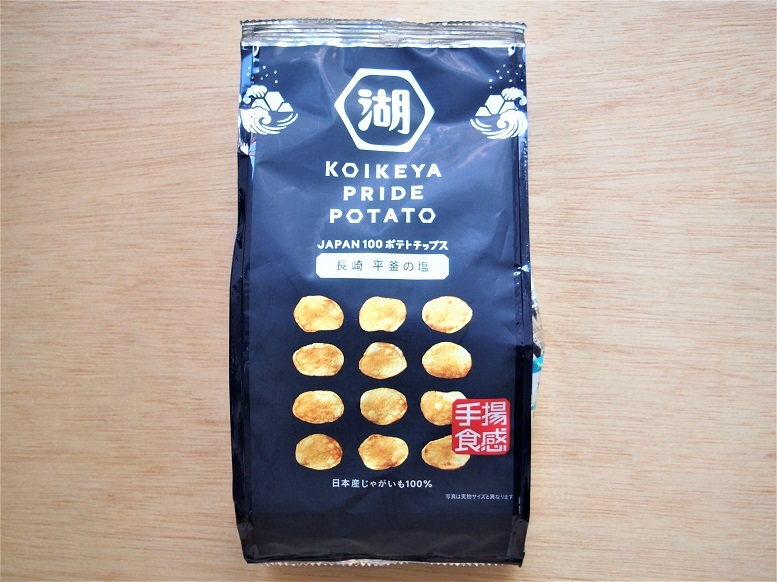 湖
KOIKEYA
PRIDE
POTATO
JAPAN 100 ポテトチップス
長崎 平釜の塩
手揚
食感
日本産じゃがいも100%
写真は実物サイズと異なります